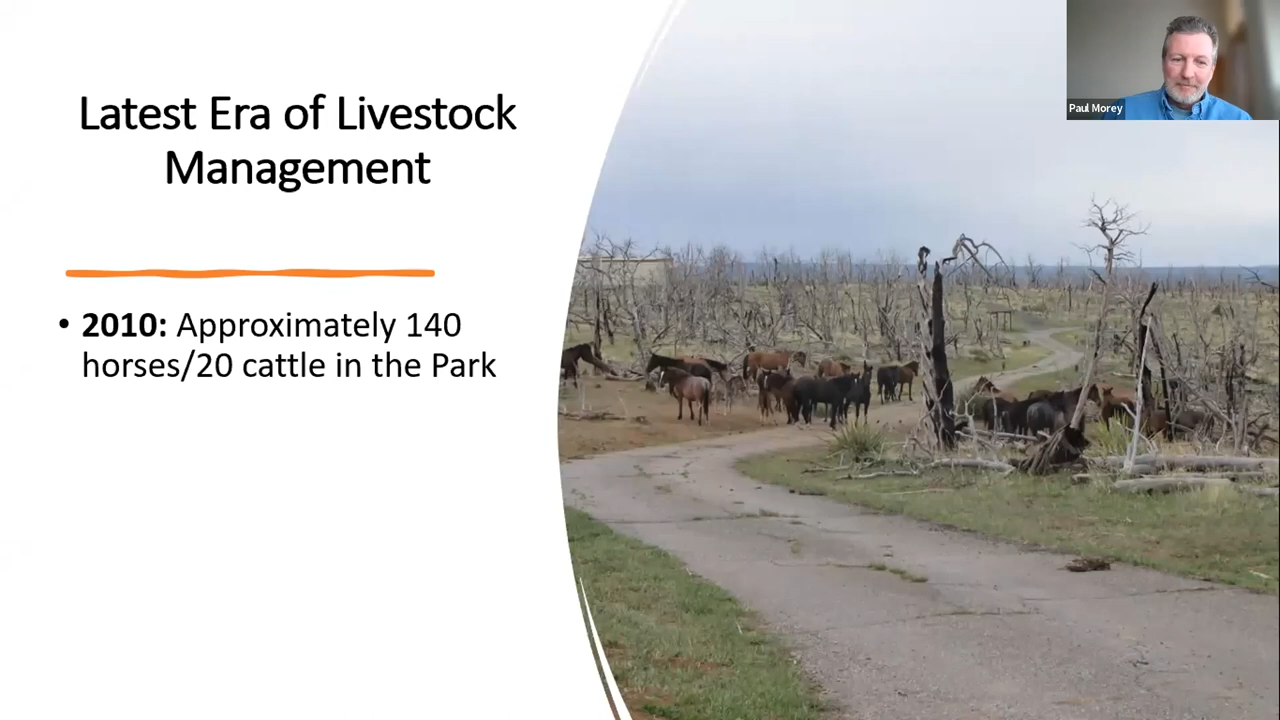 Latest Era of Livestock
Management
• 2010: Approximately 140
horses/20 cattle in the Park
Paul Morey